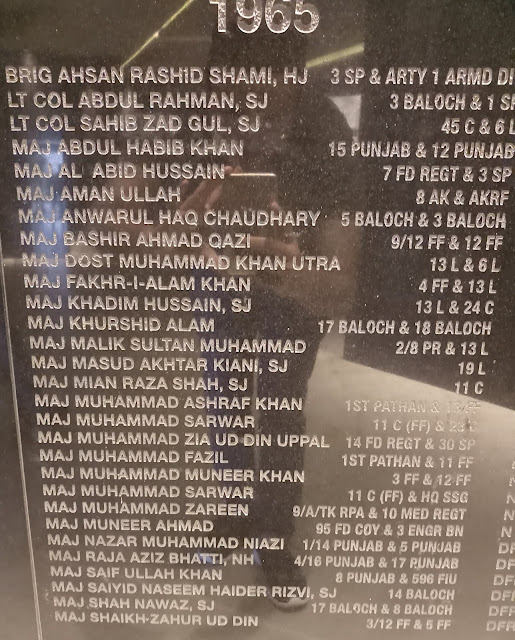 1965
BRIG AHSAN RASHID SHAMI, HJ 3 SP & ARTY 1 ARMD DI
LT COL ABDUL RAHMAN, SJ 3 BALOCH & 1 SP
LT COL SAHIB ZAD GUL, SJ 45 C & 6 L
MAJ ABDUL HABIB KHAN 15 PUNJAB & 12 PUNJAB
MAJ AL ABID HUSSAIN 7 FD REGT & 3 SP
MAJ AMAN ULLAH 8 AK & AKRF
MAJ ANWARUL HAQ CHAUDHARY 5 BALOCH & 3 BALOCH
MAJ BASHIR AHMAD QAZI 9/12 FF & 12 FF
MAJ DOST MUHAMMAD KHAN UTRA 13 L & 6 L
MAJ FAKHR-I-ALAM KHAN 4 FF & 13 L
MAJ KHADIM HUSSAIN, SJ 13 L & 24 C
MAJ KHURSHID ALAM 17 BALOCH & 18 BALOCH
MAJ MALIK SULTAN MUHAMMAD 2/8 PR & 13 L
MAJ MASUD AKHTAR KIANI, SJ 19 L
MAJ MIAN RAZA SHAH, SJ 11 C
MAJ MUHAMMAD ASHRAF KHAN 1ST PATHAN & FF
MAJ MUHAMMAD SARWAR 11 C (FF) & 23 C
MAJ MUHAMMAD ZIA UD DIN UPPAL 14 FD REGT & 30 SP
MAJ MUHAMMAD FAZIL 1ST PATHAN & 11 FF
MAJ MUHAMMAD MUNEER KHAN 3 FF & 12 FF N
MAJ MUHAMMAD SARWAR 11 C (FF) & HQ SSG N
MAJ MUHAMMAD ZAREEN 9/A/TK RPA & 10 MED REGT N
MAJ MUNEER AHMAD 95 FD COY & 3 ENGR BN N
MAJ NAZAR MUHAMMAD NIAZI 1/14 PUNJAB & 5 PUNJAB DF
MAJ RAJA AZIZ BHATTI, NH 4/16 PUNJAB & 17 PUNJAB DF
MAJ SAIF ULLAH KHAN 8 PUNJAB & 596 FIU DF
MAJ SAIYID NASEEM HAIDER RIZVI, SJ 14 BALOCH DF
MAJ SHAH NAWAZ, SJ 17 BALOCH & 8 BALOCH DF
MAJ SHAIKH ZAHUR UD DIN 3/12 FF & 5 FF DF